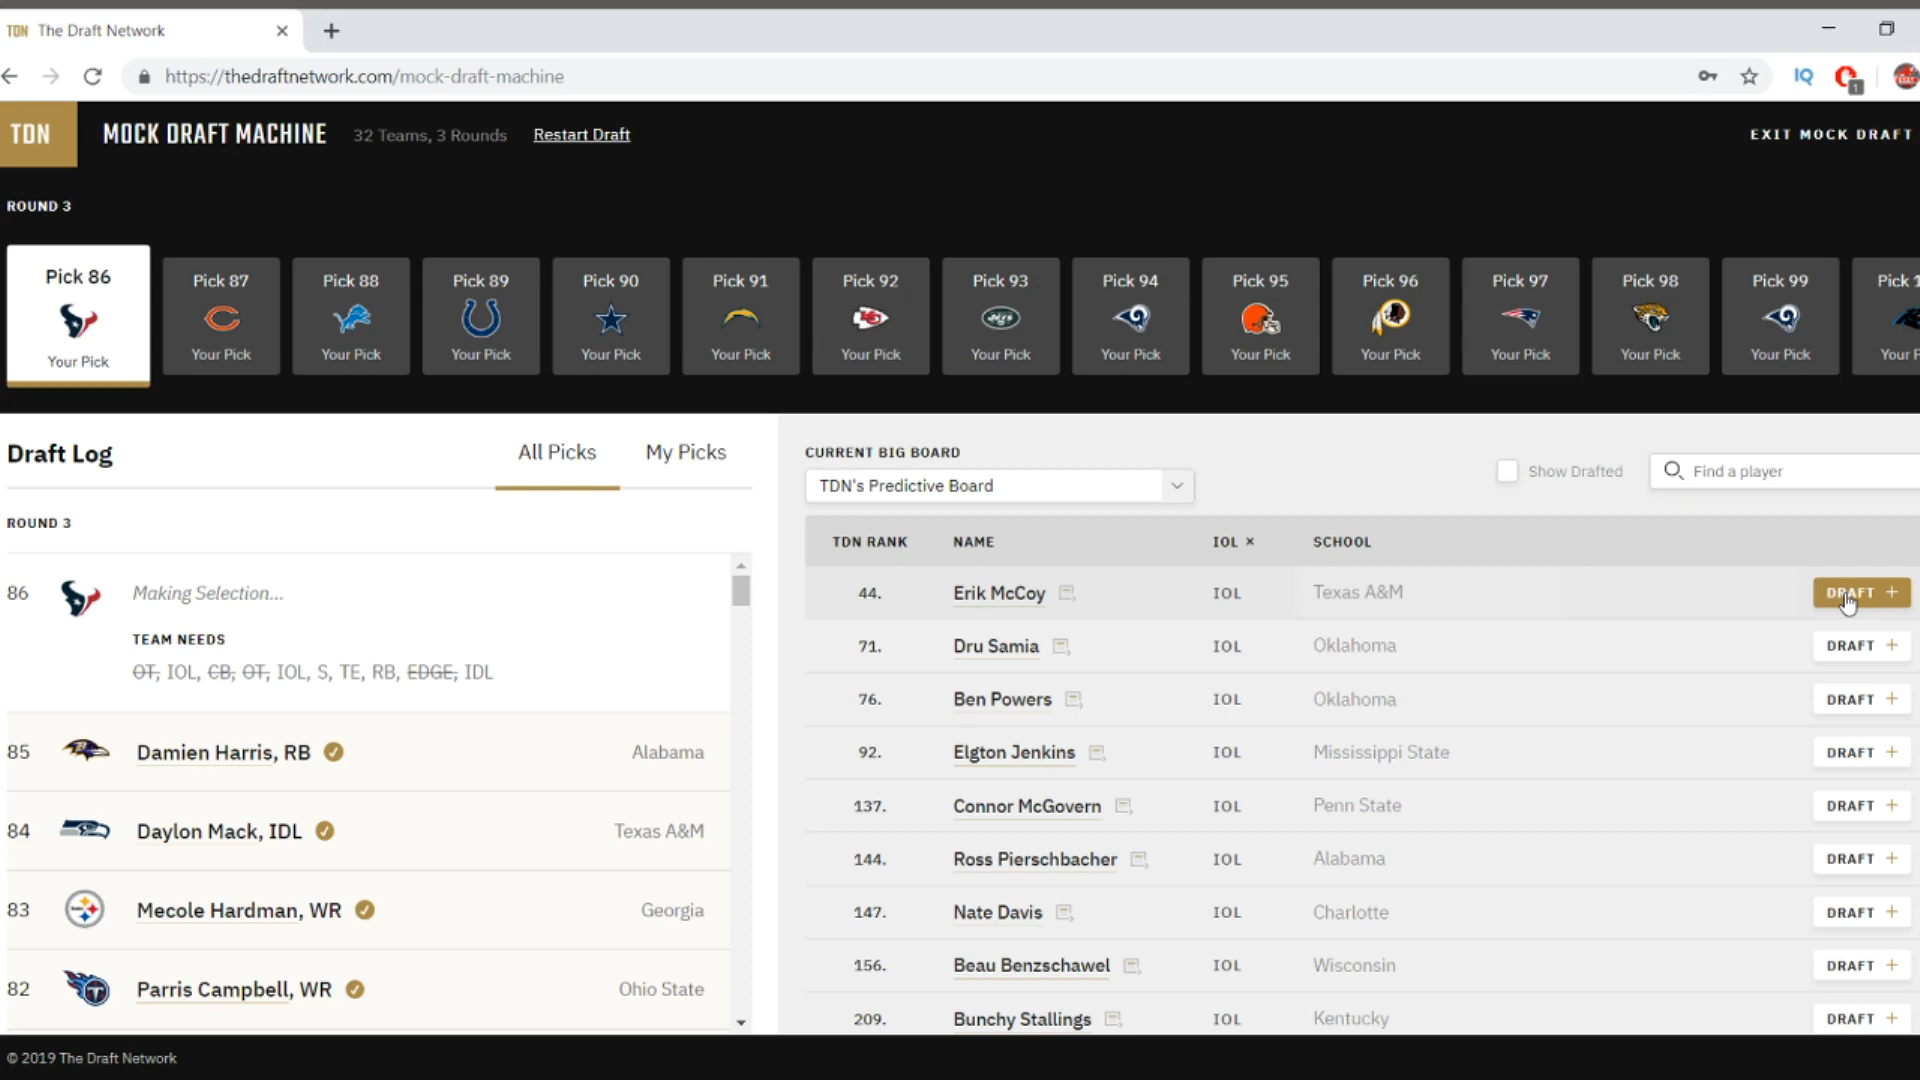 TDN The Draft Network
https://thedraftnetwork.com/mock-draft-machine
IQ
1
TDN MOCK DRAFT MACHINE 32 Teams, 3 Rounds Restart Draft EXIT MOCK DRAFT
ROUND 3
Pick 86 Pick 87 Pick 88 Pick 89 Pick 90 Pick 91 Pick 92 Pick 93 Pick 94 Pick 95 Pick 96 Pick 97 Pick 98 Pick 99 Pick 1
Your Pick Your Pick Your Pick Your Pick Your Pick Your Pick Your Pick Your Pick Your Pick Your Pick Your Pick Your Pick Your Pick Your Pick Your P
Draft Log All Picks My Picks
ROUND 3
86 Making Selection...
TEAM NEEDS
OT, IOL, CB, OT, IOL, S, TE, RB, EDGE, IDL
85 Damien Harris, RB Alabama
84 Daylon Mack, IDL Texas A&M
83 Mecole Hardman, WR Georgia
82 Parris Campbell, WR Ohio State
CURRENT BIG BOARD
TDN's Predictive Board
Show Drafted
Find a player
TDN RANK NAME IOL × SCHOOL
44. Erik McCoy IOL Texas A&M DRAFT +
71. Dru Samia IOL Oklahoma DRAFT +
76. Ben Powers IOL Oklahoma DRAFT +
92. Elgton Jenkins IOL Mississippi State DRAFT +
137. Connor McGovern IOL Penn State DRAFT +
144. Ross Pierschbacher IOL Alabama DRAFT +
147. Nate Davis IOL Charlotte DRAFT +
156. Beau Benzschawel IOL Wisconsin DRAFT +
209. Bunchy Stallings IOL Kentucky DRAFT +
© 2019 The Draft Network